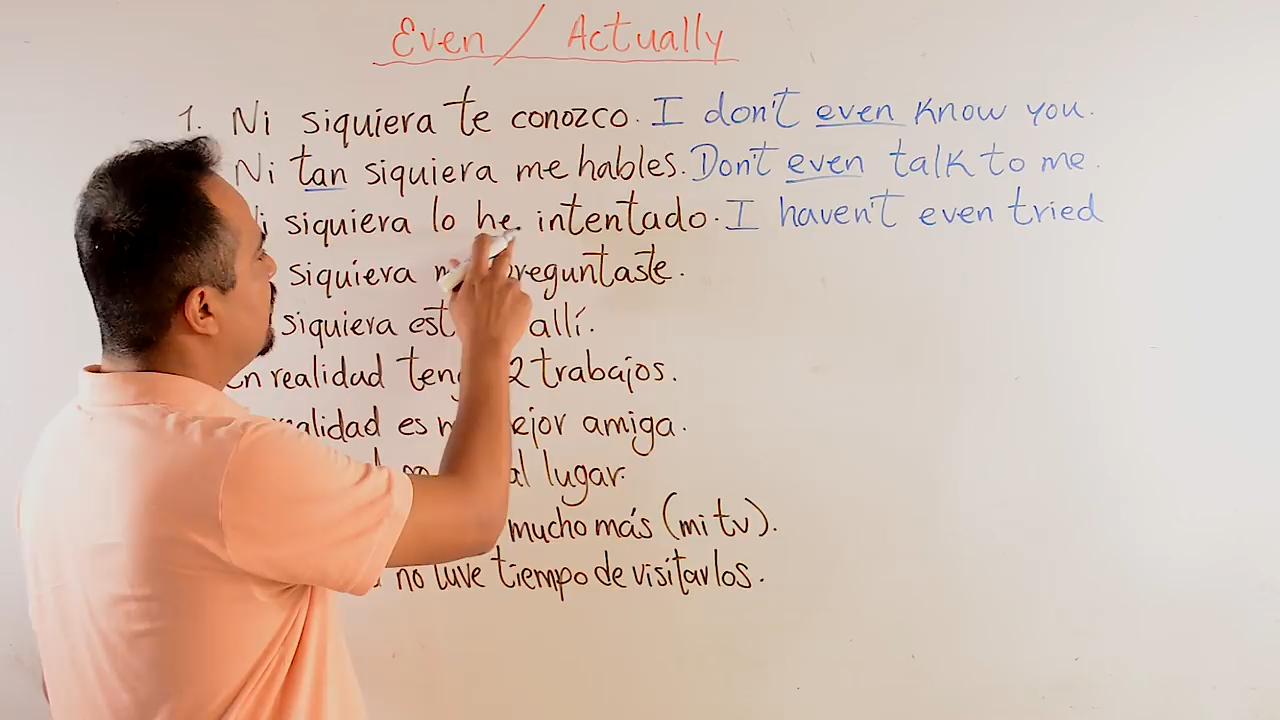 Even / Actually
1. Ni siquiera te conozco. I don't even know you.
Ni tan siquiera me hables. Don't even talk to me.
siquiera lo he intentado. I haven't even tried
siquiera preguntaste.
siquiera allí.
En realidad 2 trabajos.
es amiga.
al lugar.
mucho más (mi tv).
no tuve tiempo de visitarlos.